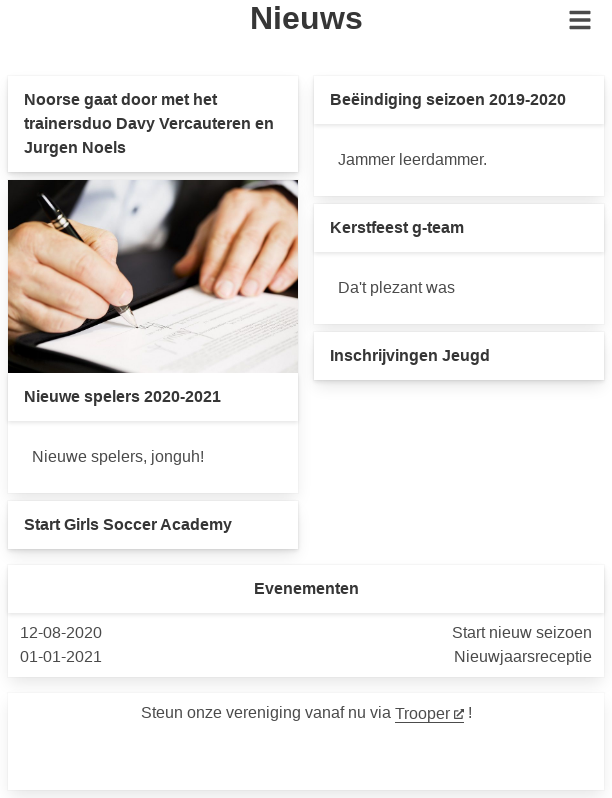 Nieuws
Noorse gaat door met het
trainersduo Davy Vercauteren en
Jurgen Noels
Nieuwe spelers 2020-2021
Nieuwe spelers, jonguh!
Start Girls Soccer Academy
Beëindiging seizoen 2019-2020
Jammer leerdammer.
Kerstfeest g-team
Da't plezant was
Inschrijvingen Jeugd
Evenementen
12-08-2020 Start nieuw seizoen
01-01-2021 Nieuwjaarsreceptie
Steun onze vereniging vanaf nu via Trooper !